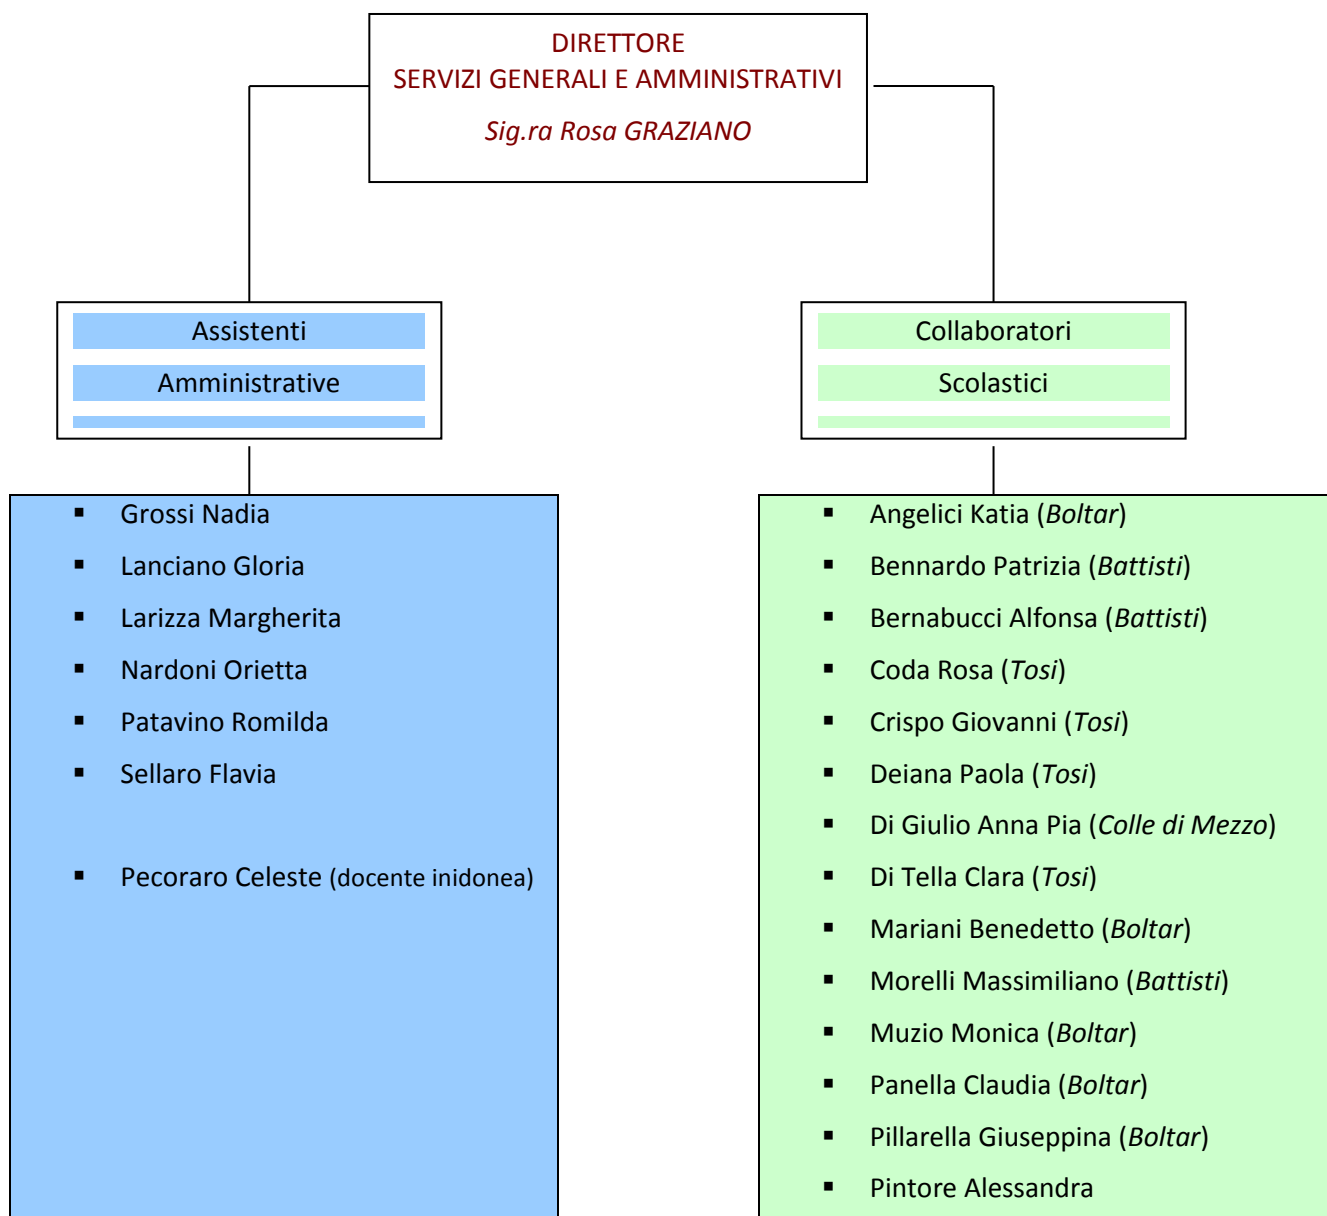 DIRETTORE
SERVIZI GENERALI E AMMINISTRATIVI
Sig.ra Rosa GRAZIANO
Assistenti
Amministrative
▪ Grossi Nadia
▪ Lanciano Gloria
▪ Larizza Margherita
▪ Nardoni Orietta
▪ Patavino Romilda
▪ Sellaro Flavia
▪ Pecoraro Celeste (docente inidonea)
Collaboratori
Scolastici
▪ Angelici Katia (Boltar)
▪ Bennardo Patrizia (Battisti)
▪ Bernabucci Alfonsa (Battisti)
▪ Coda Rosa (Tosi)
▪ Crispo Giovanni (Tosi)
▪ Deiana Paola (Tosi)
▪ Di Giulio Anna Pia (Colle di Mezzo)
▪ Di Tella Clara (Tosi)
▪ Mariani Benedetto (Boltar)
▪ Morelli Massimiliano (Battisti)
▪ Muzio Monica (Boltar)
▪ Panella Claudia (Boltar)
▪ Pillarella Giuseppina (Boltar)
▪ Pintore Alessandra